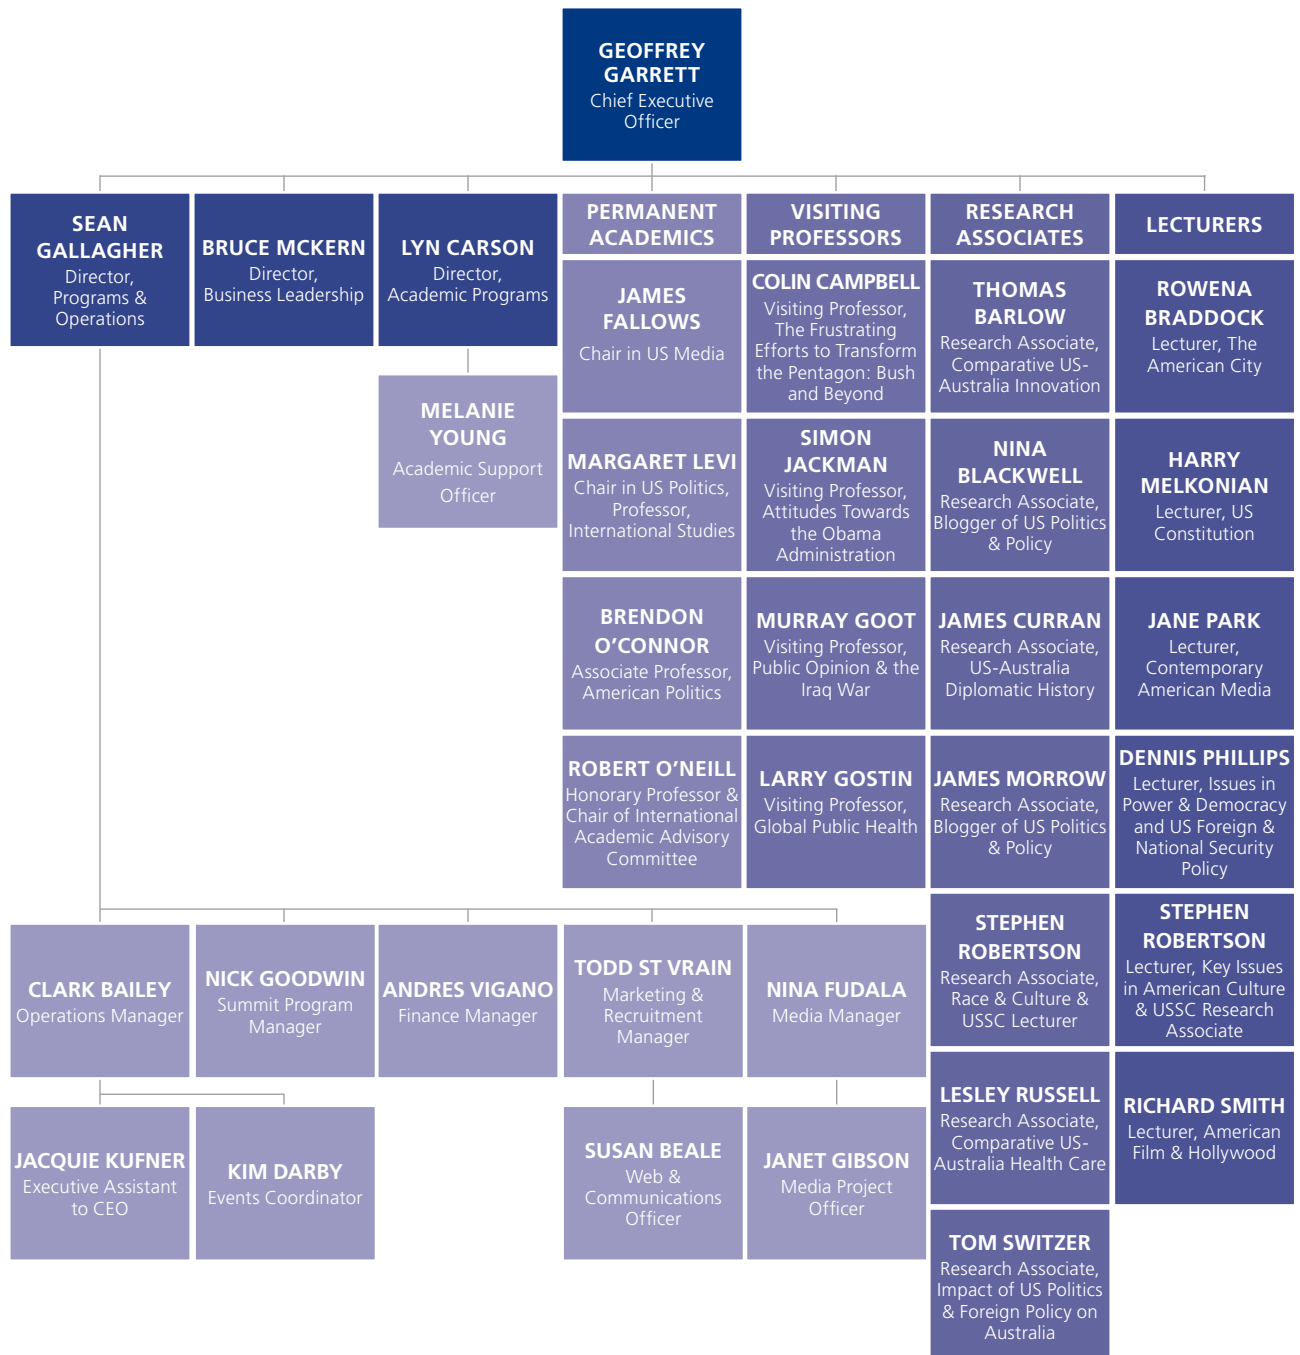 GEOFFREY
GARRETT
Chief Executive
Officer
SEAN
GALLAGHER
Director,
Programs &
Operations
BRUCE MCKERN
Director,
Business Leadership
LYN CARSON
Director,
Academic Programs
MELANIE
YOUNG
Academic Support
Officer
PERMANENT
ACADEMICS
JAMES
FALLOWS
Chair in US Media
MARGARET LEVI
Chair in US Politics,
Professor,
International Studies
BRENDON
O’CONNOR
Associate Professor,
American Politics
ROBERT O’NEILL
Honorary Professor &
Chair of International
Academic Advisory
Committee
VISITING
PROFESSORS
COLIN CAMPBELL
Visiting Professor,
The Frustrating
Efforts to Transform
the Pentagon: Bush
and Beyond
SIMON
JACKMAN
Visiting Professor,
Attitudes Towards
the Obama
Administration
MURRAY GOOT
Visiting Professor,
Public Opinion & the
Iraq War
LARRY GOSTIN
Visiting Professor,
Global Public Health
RESEARCH
ASSOCIATES
THOMAS
BARLOW
Research Associate,
Comparative US-
Australia Innovation
NINA
BLACKWELL
Research Associate,
Blogger of US Politics
& Policy
JAMES CURRAN
Research Associate,
US-Australia
Diplomatic History
JAMES MORROW
Research Associate,
Blogger of US Politics
& Policy
STEPHEN
ROBERTSON
Research Associate,
Race & Culture &
USSC Lecturer
LESLEY RUSSELL
Research Associate,
Comparative US-
Australia Health Care
TOM SWITZER
Research Associate,
Impact of US Politics
& Foreign Policy on
Australia
LECTURERS
ROWENA
BRADDOCK
Lecturer, The
American City
HARRY
MELKONIAN
Lecturer, US
Constitution
JANE PARK
Lecturer,
Contemporary
American Media
DENNIS PHILLIPS
Lecturer, Issues in
Power & Democracy
and US Foreign &
National Security
Policy
STEPHEN
ROBERTSON
Lecturer, Key Issues
in American Culture
& USSC Research
Associate
RICHARD SMITH
Lecturer, American
Film & Hollywood
CLARK BAILEY
Operations Manager
NICK GOODWIN
Summit Program
Manager
ANDRES VIGANO
Finance Manager
TODD ST VRAIN
Marketing &
Recruitment
Manager
NINA FUDALA
Media Manager
JACQUIE KUFNER
Executive Assistant
to CEO
KIM DARBY
Events Coordinator
SUSAN BEALE
Web &
Communications
Officer
JANET GIBSON
Media Project
Officer